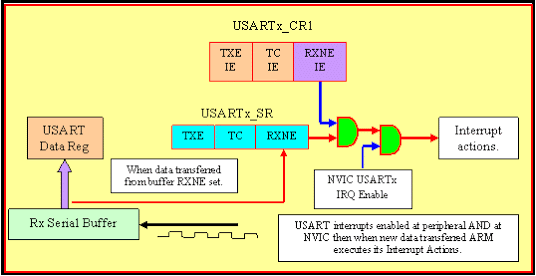 USARTx_CR1
TXE TC RXNE
IE IE IE
USARTx_SR
TXE TC RXNE
USART
Data Reg
Interrupt
actions.
When data transferred
from buffer RXNE set.
NVIC USARTx
IRQ Enable
Rx Serial Buffer
USART interrupts enabled at peripheral AND at
NVIC then when new data transferred ARM
executes its Interrupt Actions.